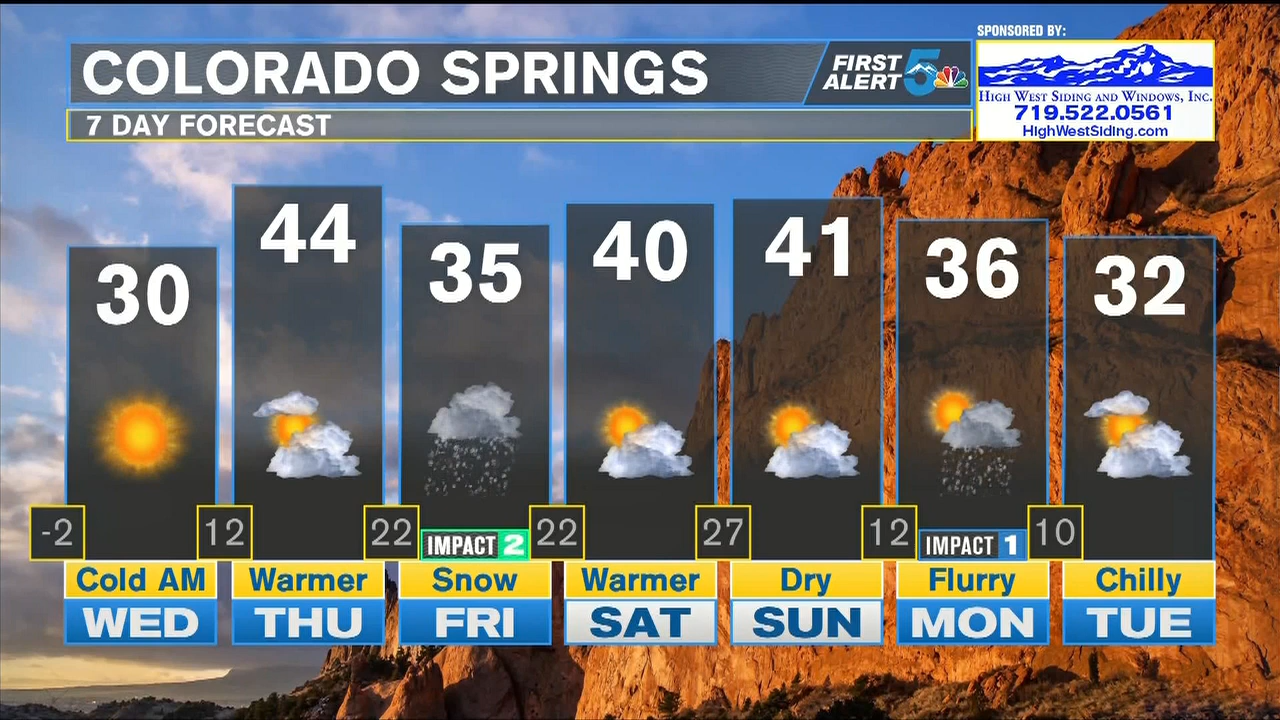 SPONSORED BY:
COLORADO SPRINGS
FIRST
ALERT 5
7 DAY FORECAST
HIGH WEST SIDING AND WINDOWS, INC.
719.522.0561
HighWestSiding.com
30 44 35 40 41 36 32
-2 12 22 22 27 12 10
IMPACT 2 IMPACT 1
Cold AM Warmer Snow Warmer Dry Flurry Chilly
WED THU FRI SAT SUN MON TUE